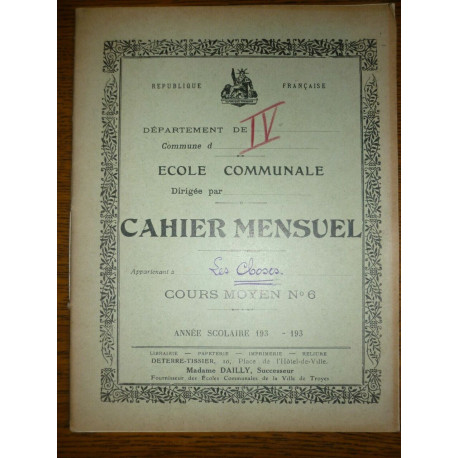 REPUBLIQUE FRANÇAISE
DÉPARTEMENT DE IV
Commune d
ECOLE COMMUNALE
Dirigée par
CAHIER MENSUEL
Appartenant à Les Choses.
COURS MOYEN No 6
ANNÉE SCOLAIRE 193 - 193
LIBRAIRIE — PAPETERIE — IMPRIMERIE — RELIURE
DETERRE-TISSIER, 10, Place de l'Hôtel-de-Ville.
Madame DAILLY, Successeur
Fournisseur des Ecoles Communales de la Ville de Troyes